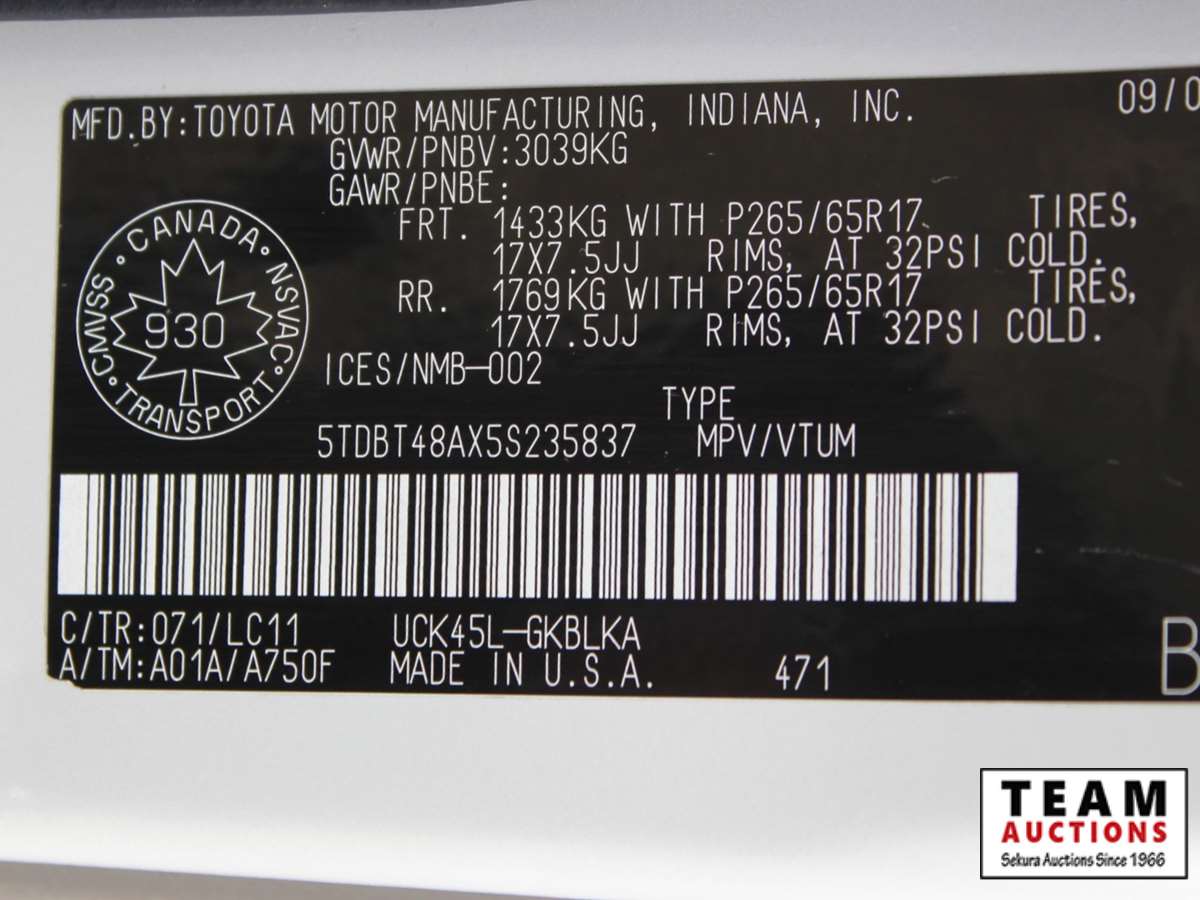 MFD.BY:TOYOTA MOTOR MANUFACTURING, INDIANA, INC. 09/0
GVWR/PNBV:3039KG
GAWR/PNBE:
FRT. 1433KG WITH P265/65R17 TIRES,
17X7.5JJ RIMS, AT 32PSI COLD.
RR. 1769KG WITH P265/65R17 TIRES,
17X7.5JJ RIMS, AT 32PSI COLD.
CANADA · NSVAC · TRANSPORT · CMVSS ·
930
ICES/NMB-002
TYPE
5TDBT48AX5S235837 MPV/VTUM
C/TR:071/LC11 UCK45L-GKBLKA
A/TM:A01A/A750F MADE IN U.S.A. 471 B
TEAM
AUCTIONS
Sekura Auctions Since 1966